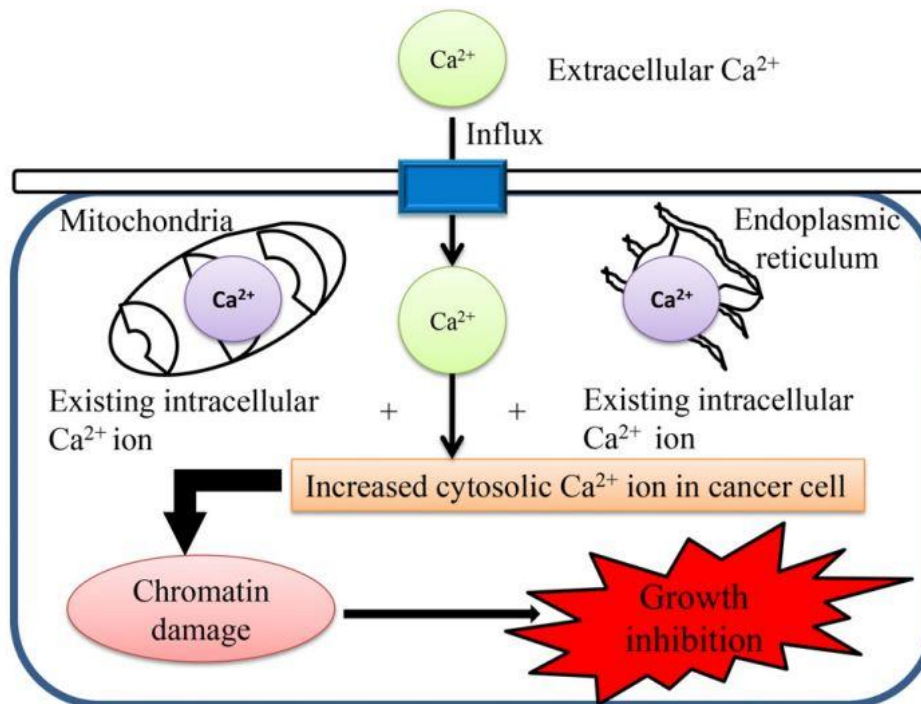 Ca²⁺
Extracellular Ca²⁺
Influx
Mitochondria
Endoplasmic
reticulum
Ca²⁺
Ca²⁺
Ca²⁺
Existing intracellular
Ca²⁺ ion
+
+
Existing intracellular
Ca²⁺ ion
Increased cytosolic Ca²⁺ ion in cancer cell
Chromatin
damage
Growth
inhibition